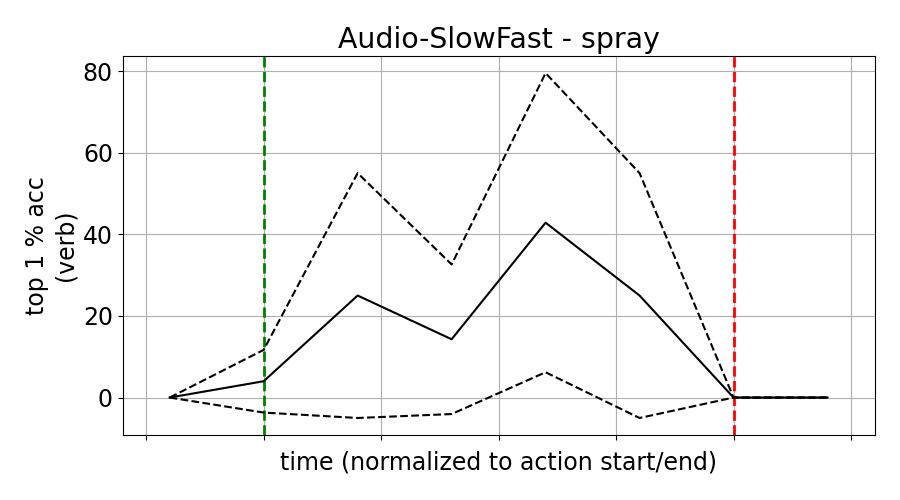 Audio-SlowFast - spray
80
60
40
20
0
top 1 % acc
(verb)
time (normalized to action start/end)